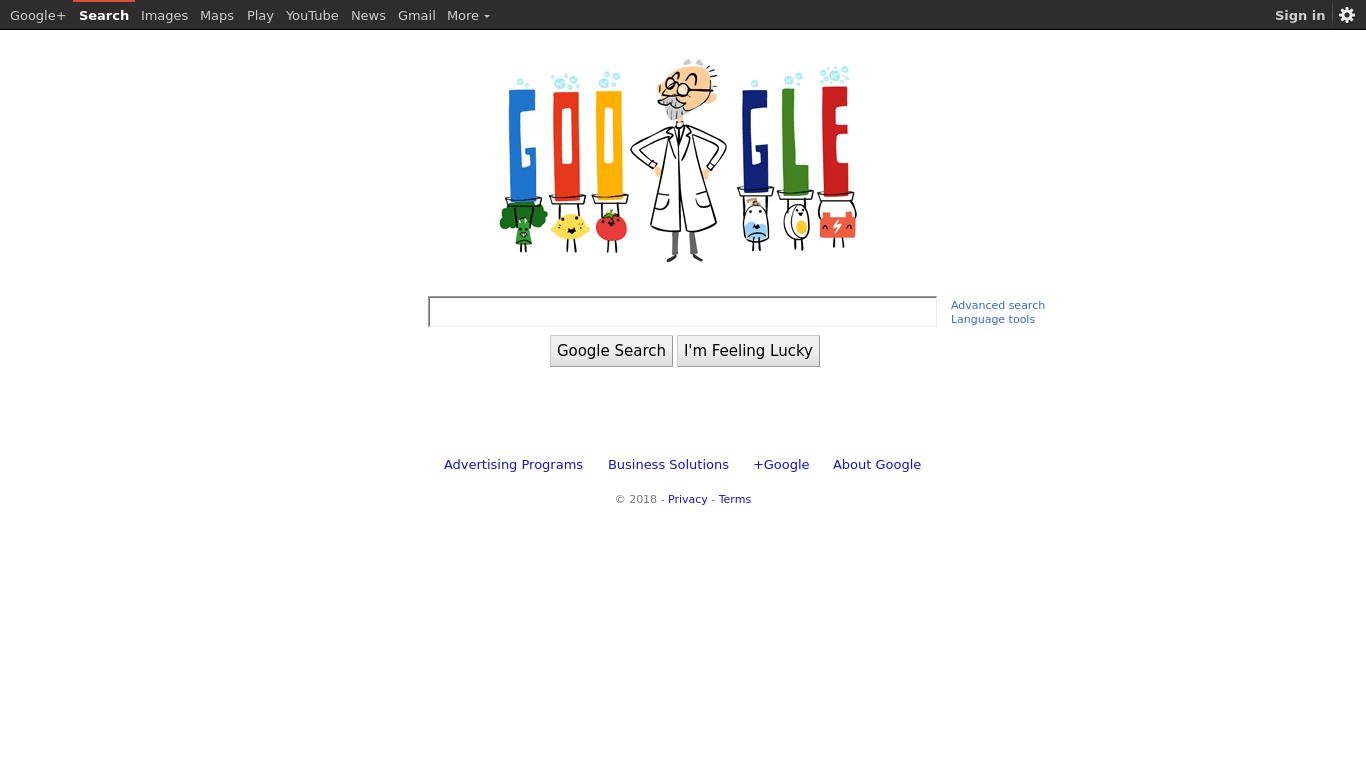 Google+ Search Images Maps Play YouTube News Gmail More Sign in
GOOGLE
Advanced search
Language tools
Google Search I'm Feeling Lucky
Advertising Programs Business Solutions +Google About Google
© 2018 - Privacy - Terms